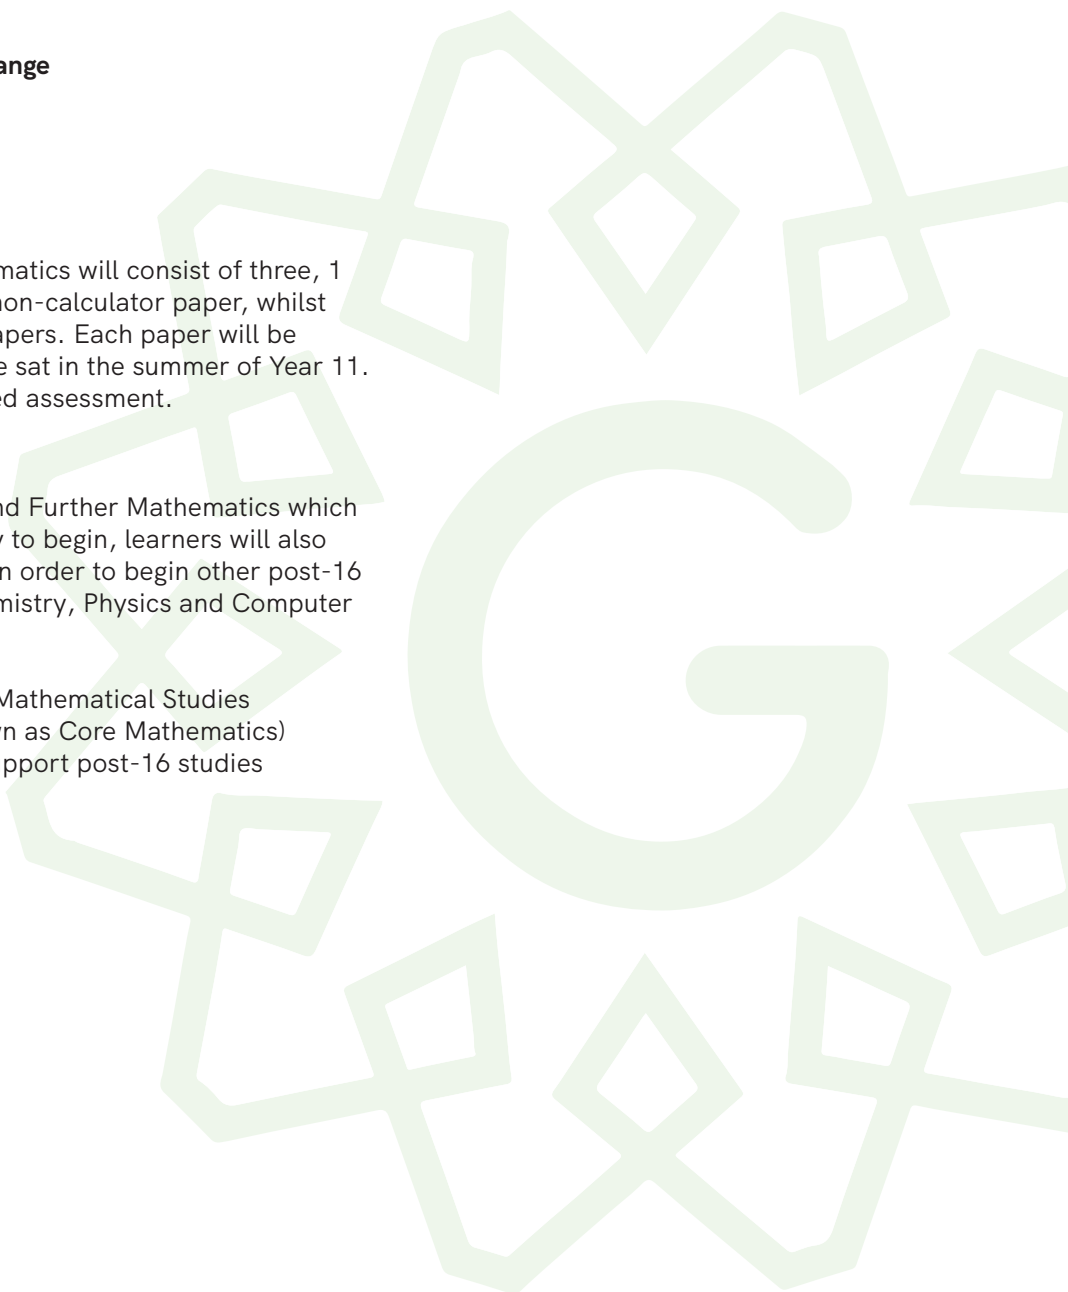 ange
matics will consist of three, 1
non-calculator paper, whilst
apers. Each paper will be
e sat in the summer of Year 11.
ed assessment.
nd Further Mathematics which
y to begin, learners will also
n order to begin other post-16
mistry, Physics and Computer
Mathematical Studies
wn as Core Mathematics)
upport post-16 studies
G